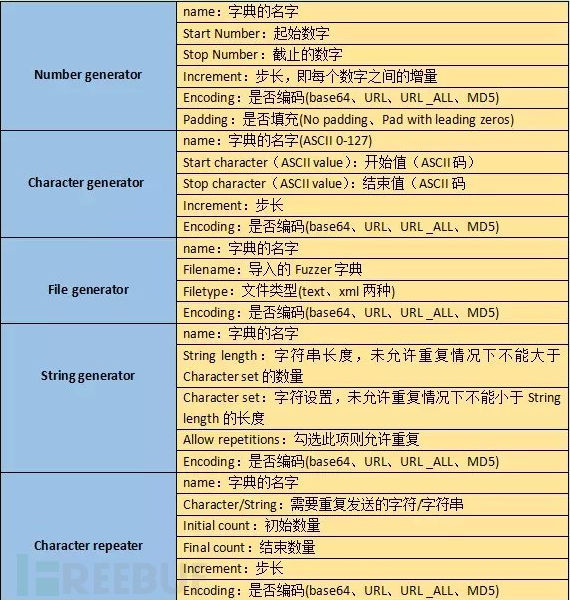 Number generator
name：字典的名字
Start Number：起始数字
Stop Number：截止的数字
Increment：步长，即每个数字之间的增量
Encoding：是否编码(base64、URL、URL _ALL、MD5)
Padding：是否填充(No padding、Pad with leading zeros)
Character generator
name：字典的名字(ASCII 0-127)
Start character（ASCII value）：开始值（ASCII码）
Stop character（ASCII value）：结束值（ASCII码
Increment：步长
Encoding：是否编码(base64、URL、URL _ALL、MD5)
File generator
name：字典的名字
Filename：导入的 Fuzzer 字典
Filetype：文件类型(text、xml 两种)
Encoding：是否编码(base64、URL、URL _ALL、MD5)
String generator
name：字典的名字
String length：字符串长度，未允许重复情况下不能大于
Character set 的数量
Character set：字符设置，未允许重复情况下不能小于 String
length 的长度
Allow repetitions：勾选此项则允许重复
Encoding：是否编码(base64、URL、URL _ALL、MD5)
Character repeater
name：字典的名字
Character/String：需要重复发送的字符/字符串
Initial count：初始数量
Final count：结束数量
Increment：步长
Encoding：是否编码(base64、URL、URL _ALL、MD5)
FREEBUF